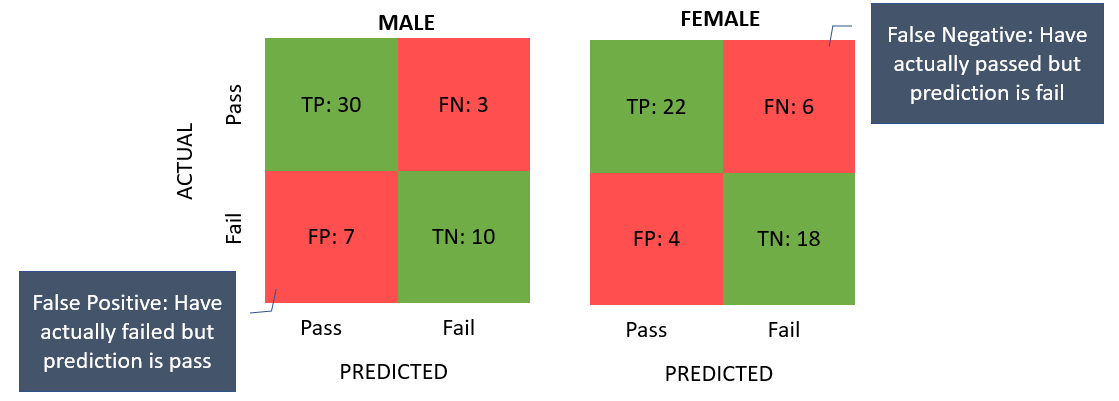 MALE
FEMALE
False Negative: Have
actually passed but
prediction is fail
ACTUAL
Pass
TP: 30
FN: 3
TP: 22
FN: 6
Fail
FP: 7
TN: 10
FP: 4
TN: 18
False Positive: Have
actually failed but
prediction is pass
Pass
Fail
Pass
Fail
PREDICTED
PREDICTED